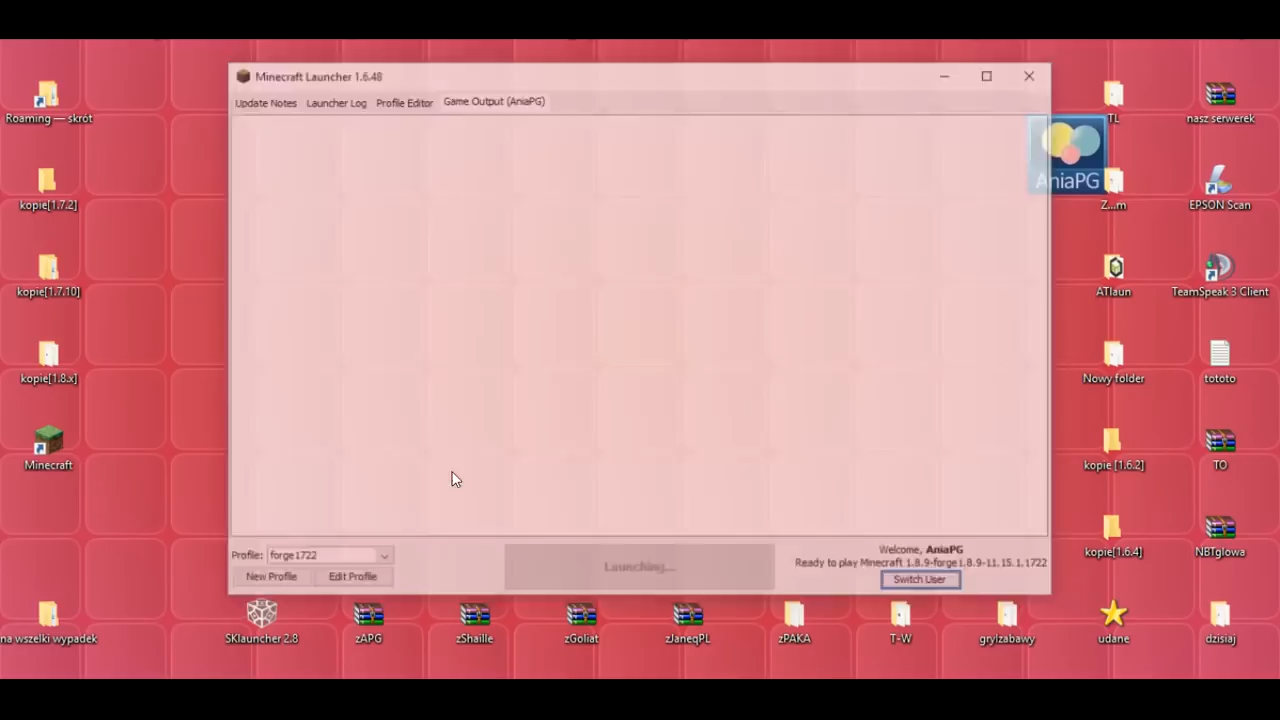 Minecraft Launcher 1.6.48
Update Notes Launcher Log Profile Editor Game Output (AniaPG)
Roaming — skrót
kopie[1.7.2]
kopie[1.7.10]
kopie[1.8.x]
Minecraft
na wszelki wypadek
TL
nasz serwerek
AniaPG
Z...m
EPSON Scan
ATlaun
TeamSpeak 3 Client
Nowy folder
tototo
kopie [1.6.2]
TO
kopie[1.6.4]
NBTglowa
Profile: forge1722
New Profile Edit Profile
Launching...
Welcome, AniaPG
Ready to play Minecraft 1.8.9-forge1.8.9-11.15.1.1722
Switch User
SKlauncher 2.8
zAPG
zShaille
zGoliat
zJaneqPL
zPAKA
T-W
gryIzabawy
udane
dzisiaj